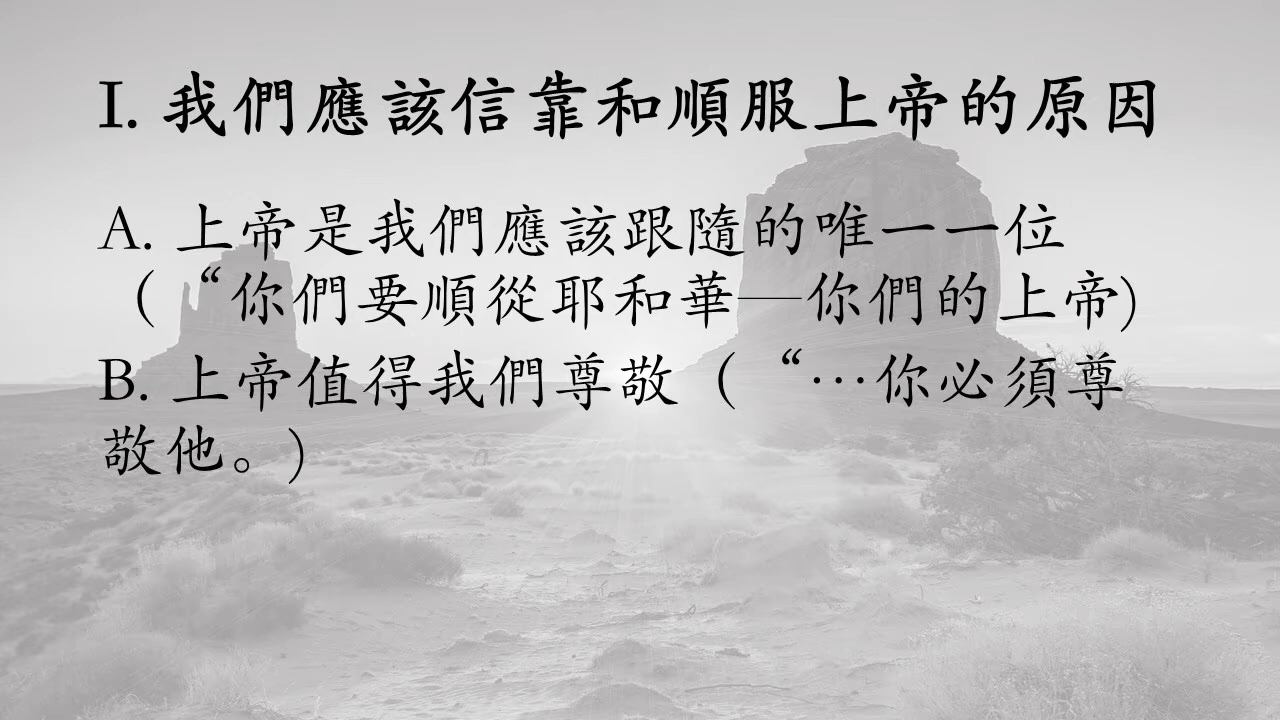 I. 我們應該信靠和順服上帝的原因
A. 上帝是我們應該跟隨的唯一一位
（“你們要順從耶和華—你們的上帝)
B. 上帝值得我們尊敬（“…你必須尊
敬他。)